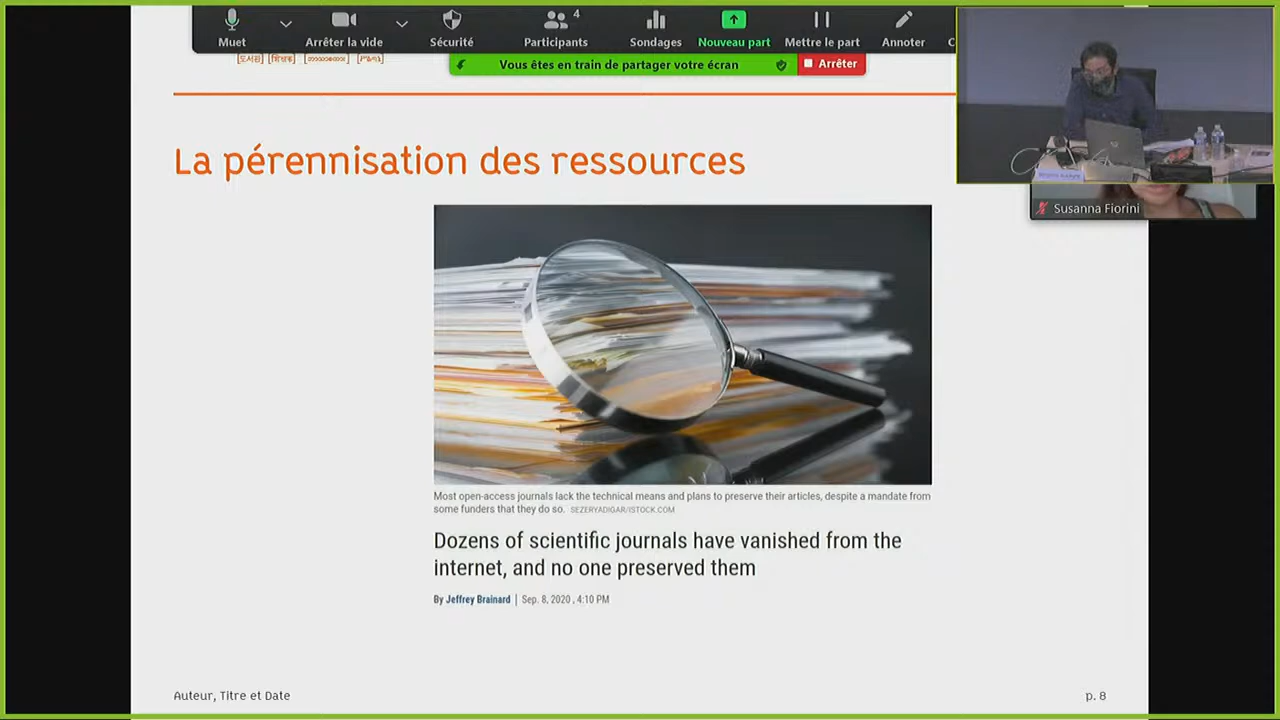 4
Muet
Arrêter la vide
Sécurité
Participants
Sondages
Nouveau part
Mettre le part
Annoter
C
Vous êtes en train de partager votre écran
Arrêter
La pérennisation des ressources
Susanna Fiorini
Most open-access journals lack the technical means and plans to preserve their articles, despite a mandate from
some funders that they do so. SEZERYADIGAR/ISTOCK.COM
Dozens of scientific journals have vanished from the
internet, and no one preserved them
By Jeffrey Brainard | Sep. 8, 2020 , 4:10 PM
Auteur, Titre et Date
p. 8